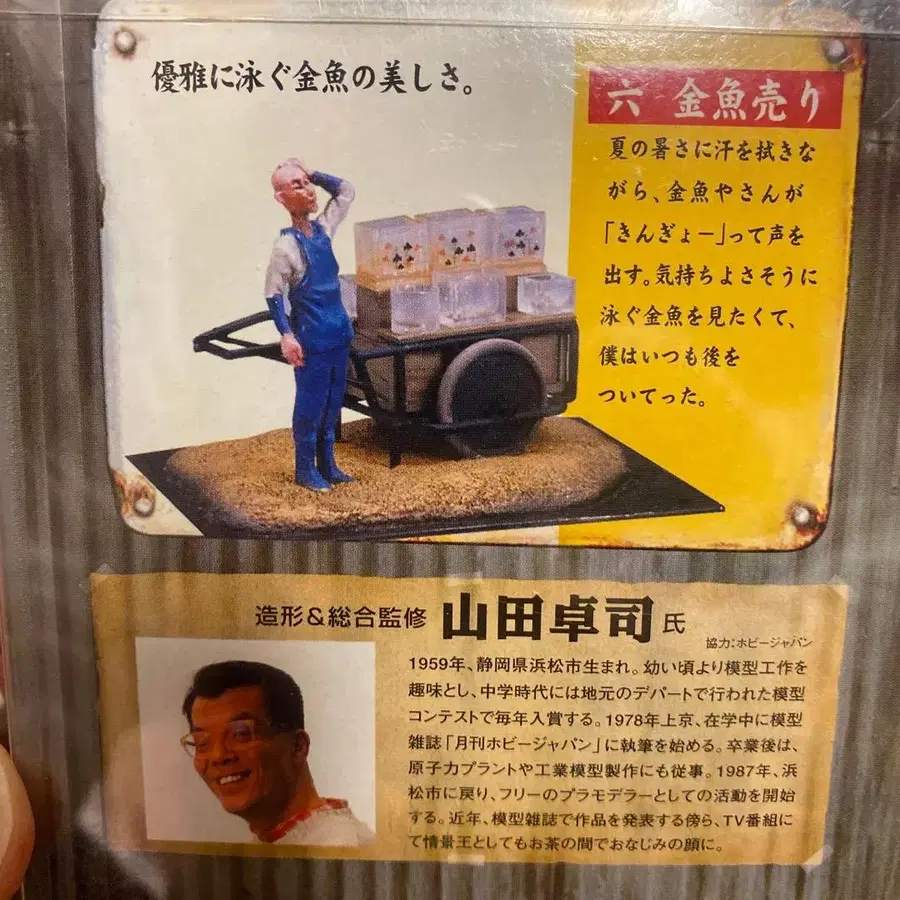 優雅に泳ぐ金魚の美しさ。
六 金魚売り
夏の暑さに汗を拭きな
がら、金魚やさんが
「きんぎょー」って声を
出す。気持ちよさそうに
泳ぐ金魚を見たくて、
僕はいつも後を
ついてった。
造形&総合監修 山田卓司氏
協力:ホビージャパン
1959年、静岡県浜松市生まれ。幼い頃より模型工作を
趣味とし、中学時代には地元のデパートで行われた模型
コンテストで毎年入賞する。1978年上京、在学中に模型
雑誌「月刊ホビージャパン」に執筆を始める。卒業後は、
原子力プラントや工業模型製作にも従事。1987年、浜
松市に戻り、フリーのプラモデラーとしての活動を開始
する。近年、模型雑誌で作品を発表する傍ら、TV番組に
て情景王としてもお茶の間でおなじみの顔に。